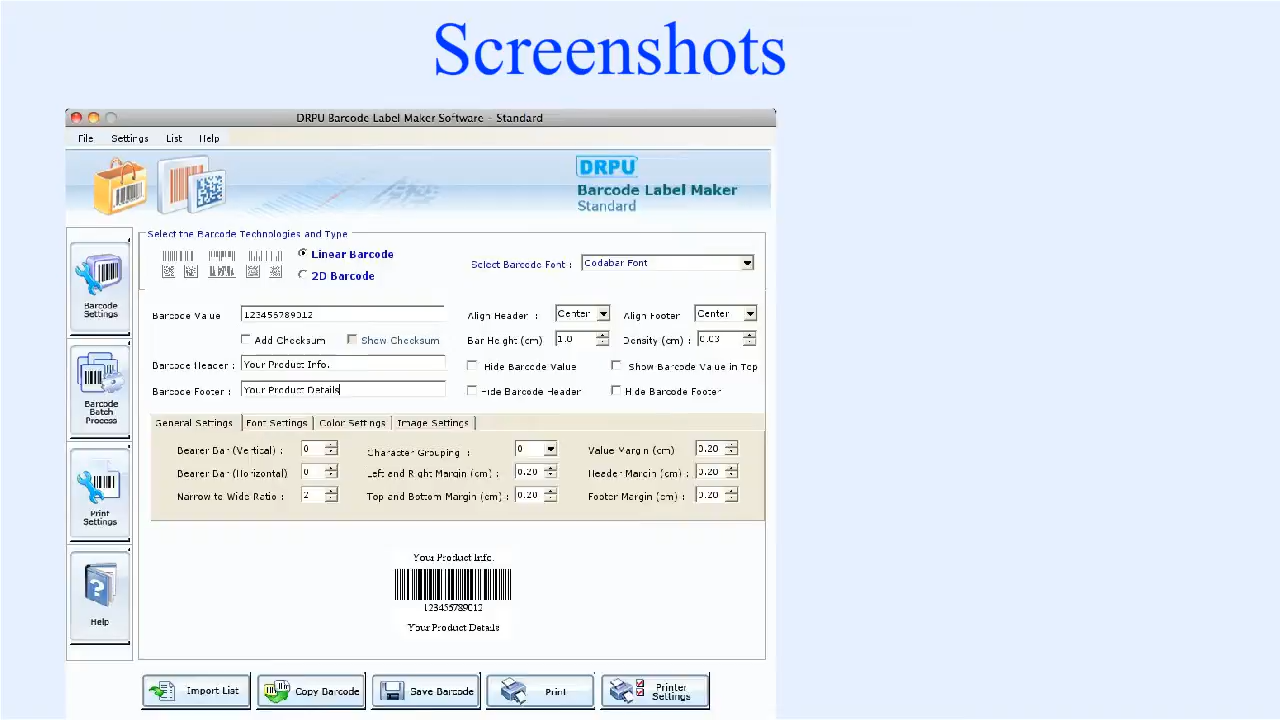 Screenshots
DRPU Barcode Label Maker Software - Standard
File Settings List Help
DRPU
Barcode Label Maker
Standard
Select the Barcode Technologies and Type
Linear Barcode
2D Barcode
Select Barcode Font : Codabar Font
Barcode Value 123456789012
Align Header : Center Align Footer Center
Add Checksum Show Checksum
Bar Height (cm) 1.0 Density (cm) : 0.03
Barcode Header : Your Product Info.
Hide Barcode Value Show Barcode Value in Top
Barcode Footer : Your Product Details
Hide Barcode Header Hide Barcode Footer
General Settings Font Settings Color Settings Image Settings
Bearer Bar (Vertical) : 0 Character Grouping : 0 Value Margin (cm) 0.20
Bearer Bar (Horizontal) 0 Left and Right Margin (cm) : 0.20 Header Margin (cm) : 0.20
Narrow to Wide Ratio : 2 Top and Bottom Margin (cm) : 0.20 Footer Margin (cm) : 0.20
Barcode
Settings
Barcode
Batch
Process
Print
Settings
Help
Your Product Info.
123456789012
Your Product Details
Import List Copy Barcode Save Barcode Print Printer
Settings